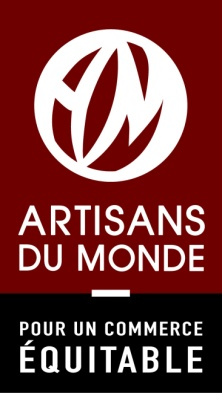 ARTISANS
DU MONDE
POUR UN COMMERCE
ÉQUITABLE